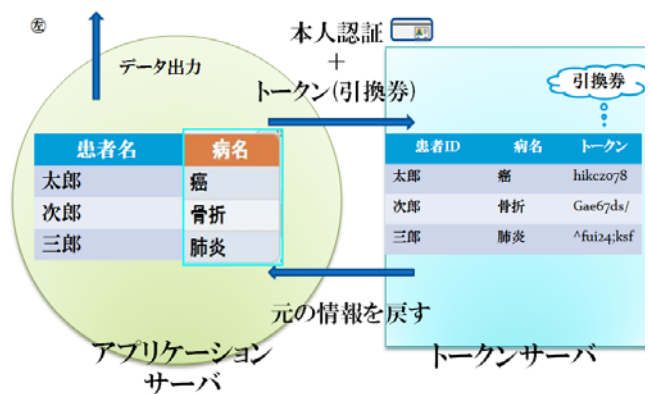 ㊧
本人認証
+
トークン(引換券)
データ出力
引換券
患者名 病名
太郎 癌
次郎 骨折
三郎 肺炎
患者ID 病名 トークン
太郎 癌 hikcz078
次郎 骨折 Gae67ds/
三郎 肺炎 ^fui24;ksf
元の情報を戻す
アプリケーション
サーバ
トークンサーバ